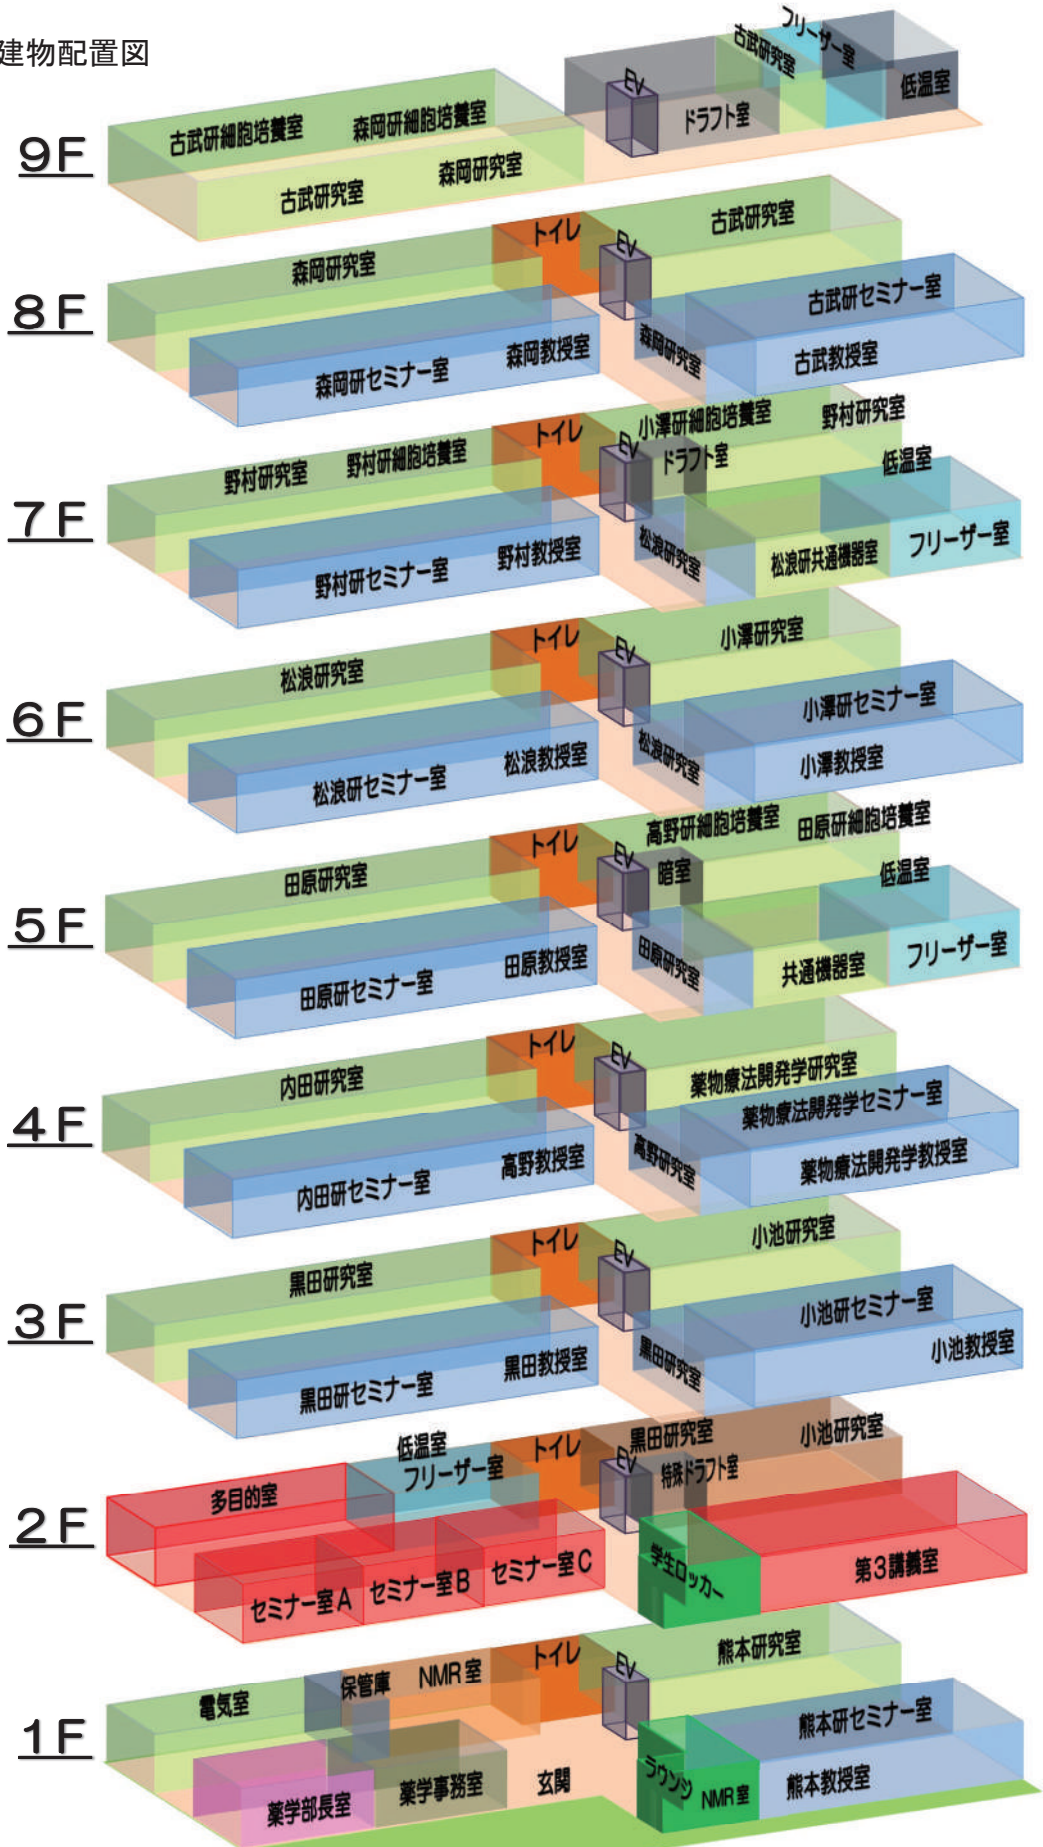 建物配置図
9F
古武研細胞培養室
森岡研細胞培養室
古武研究室
森岡研究室
EV
ドラフト室
古武研究室
フリーザー室
低温室
8F
森岡研究室
トイレ
EV
古武研究室
森岡研セミナー室
森岡教授室
森岡研究室
古武研セミナー室
古武教授室
7F
野村研究室
野村研細胞培養室
トイレ
EV
小澤研細胞培養室
ドラフト室
野村研究室
低温室
野村研セミナー室
野村教授室
松浪研究室
松浪研共通機器室
フリーザー室
6F
松浪研究室
トイレ
EV
小澤研究室
松浪研セミナー室
松浪教授室
松浪研究室
小澤研セミナー室
小澤教授室
5F
田原研究室
トイレ
EV
高野研細胞培養室
暗室
田原研細胞培養室
低温室
田原研セミナー室
田原教授室
田原研究室
共通機器室
フリーザー室
4F
内田研究室
トイレ
EV
薬物療法開発学研究室
内田研セミナー室
高野教授室
高野研究室
薬物療法開発学セミナー室
薬物療法開発学教授室
3F
黒田研究室
トイレ
EV
小池研究室
黒田研セミナー室
黒田教授室
黒田研究室
小池研セミナー室
小池教授室
2F
多目的室
低温室
フリーザー室
トイレ
EV
黒田研究室
特殊ドラフト室
小池研究室
セミナー室A
セミナー室B
セミナー室C
学生ロッカー
第3講義室
1F
電気室
保管庫
NMR室
トイレ
EV
熊本研究室
薬学部長室
薬学事務室
玄関
ラウンジ
NMR室
熊本研セミナー室
熊本教授室